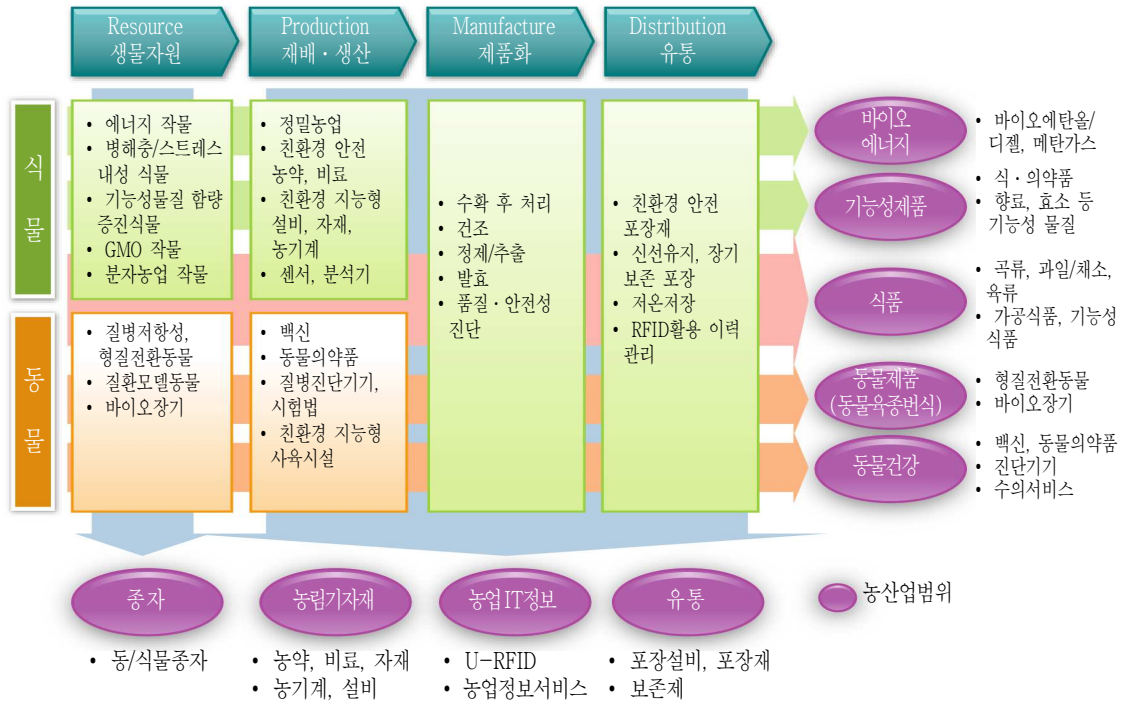 Resource
생물자원
Production
재배·생산
Manufacture
제품화
Distribution
유통
식
물
• 에너지 작물
• 병해충/스트레스
내성 식물
• 기능성물질 함량
증진식물
• GMO 작물
• 분자농업 작물
• 정밀농업
• 친환경 안전
농약, 비료
• 친환경 지능형
설비, 자재,
농기계
• 센서, 분석기
• 수확 후 처리
• 건조
• 정제/추출
• 발효
• 품질·안전성
진단
• 친환경 안전
포장재
• 신선유지, 장기
보존 포장
• 저온저장
• RFID활용 이력
관리
동
물
• 질병저항성,
형질전환동물
• 질환모델동물
• 바이오장기
• 백신
• 동물의약품
• 질병진단기기,
시험법
• 친환경 지능형
사육시설
바이오
에너지
• 바이오에탄올/
디젤, 메탄가스
기능성제품
• 식·의약품
• 향료, 효소 등
기능성 물질
식품
• 곡류, 과일/채소,
육류
• 가공식품, 기능성
식품
동물제품
(동물육종번식)
• 형질전환동물
• 바이오장기
동물건강
• 백신, 동물의약품
• 진단기기
• 수의서비스
종자
• 동/식물종자
농림기자재
• 농약, 비료, 자재
• 농기계, 설비
농업IT정보
• U-RFID
• 농업정보서비스
유통
• 포장설비, 포장재
• 보존제
농산업범위